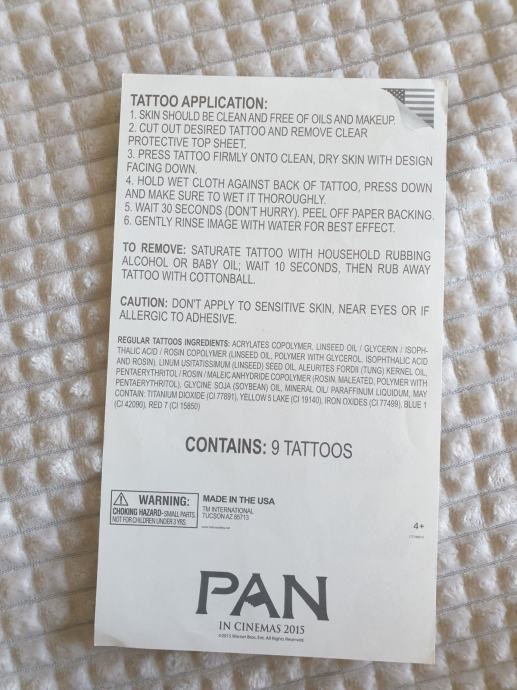 TATTOO APPLICATION:
1. SKIN SHOULD BE CLEAN AND FREE OF OILS AND MAKEUP.
2. CUT OUT DESIRED TATTOO AND REMOVE CLEAR
PROTECTIVE TOP SHEET.
3. PRESS TATTOO FIRMLY ONTO CLEAN, DRY SKIN WITH DESIGN
FACING DOWN.
4. HOLD WET CLOTH AGAINST BACK OF TATTOO, PRESS DOWN
AND MAKE SURE TO WET IT THOROUGHLY.
5. WAIT 30 SECONDS (DON'T HURRY). PEEL OFF PAPER BACKING.
6. GENTLY RINSE IMAGE WITH WATER FOR BEST EFFECT.
TO REMOVE: SATURATE TATTOO WITH HOUSEHOLD RUBBING
ALCOHOL OR BABY OIL; WAIT 10 SECONDS, THEN RUB AWAY
TATTOO WITH COTTONBALL.
CAUTION: DON'T APPLY TO SENSITIVE SKIN, NEAR EYES OR IF
ALLERGIC TO ADHESIVE.
REGULAR TATTOOS INGREDIENTS: ACRYLATES COPOLYMER, LINSEED OIL / GLYCERIN / ISOPH-
THALIC ACID / ROSIN COPOLYMER (LINSEED OIL, POLYMER WITH GLYCEROL, ISOPHTHALIC ACID
AND ROSIN), LINUM USITATISSIMUM (LINSEED) SEED OIL, ALEURITES FORDII (TUNG) KERNEL OIL,
PENTAERYTHRITOL / ROSIN / MALEIC ANHYDRIDE COPOLYMER (ROSIN, MALEATED, POLYMER WITH
PENTAERYTHRITOL), GLYCINE SOJA (SOYBEAN) OIL, MINERAL OIL/ PARAFFINUM LIQUIDUM, MAY
CONTAIN: TITANIUM DIOXIDE (CI 77891), YELLOW 5 LAKE (CI 19140), IRON OXIDES (CI 77499), BLUE 1
(CI 42090), RED 7 (CI 15850)
CONTAINS: 9 TATTOOS
WARNING:
CHOKING HAZARD-SMALL PARTS.
NOT FOR CHILDREN UNDER 3 YRS.
MADE IN THE USA
TM INTERNATIONAL
TUCSON AZ 85713
4+
PAN
IN CINEMAS 2015
©2015 Warner Bros. Ent. All Rights Reserved.